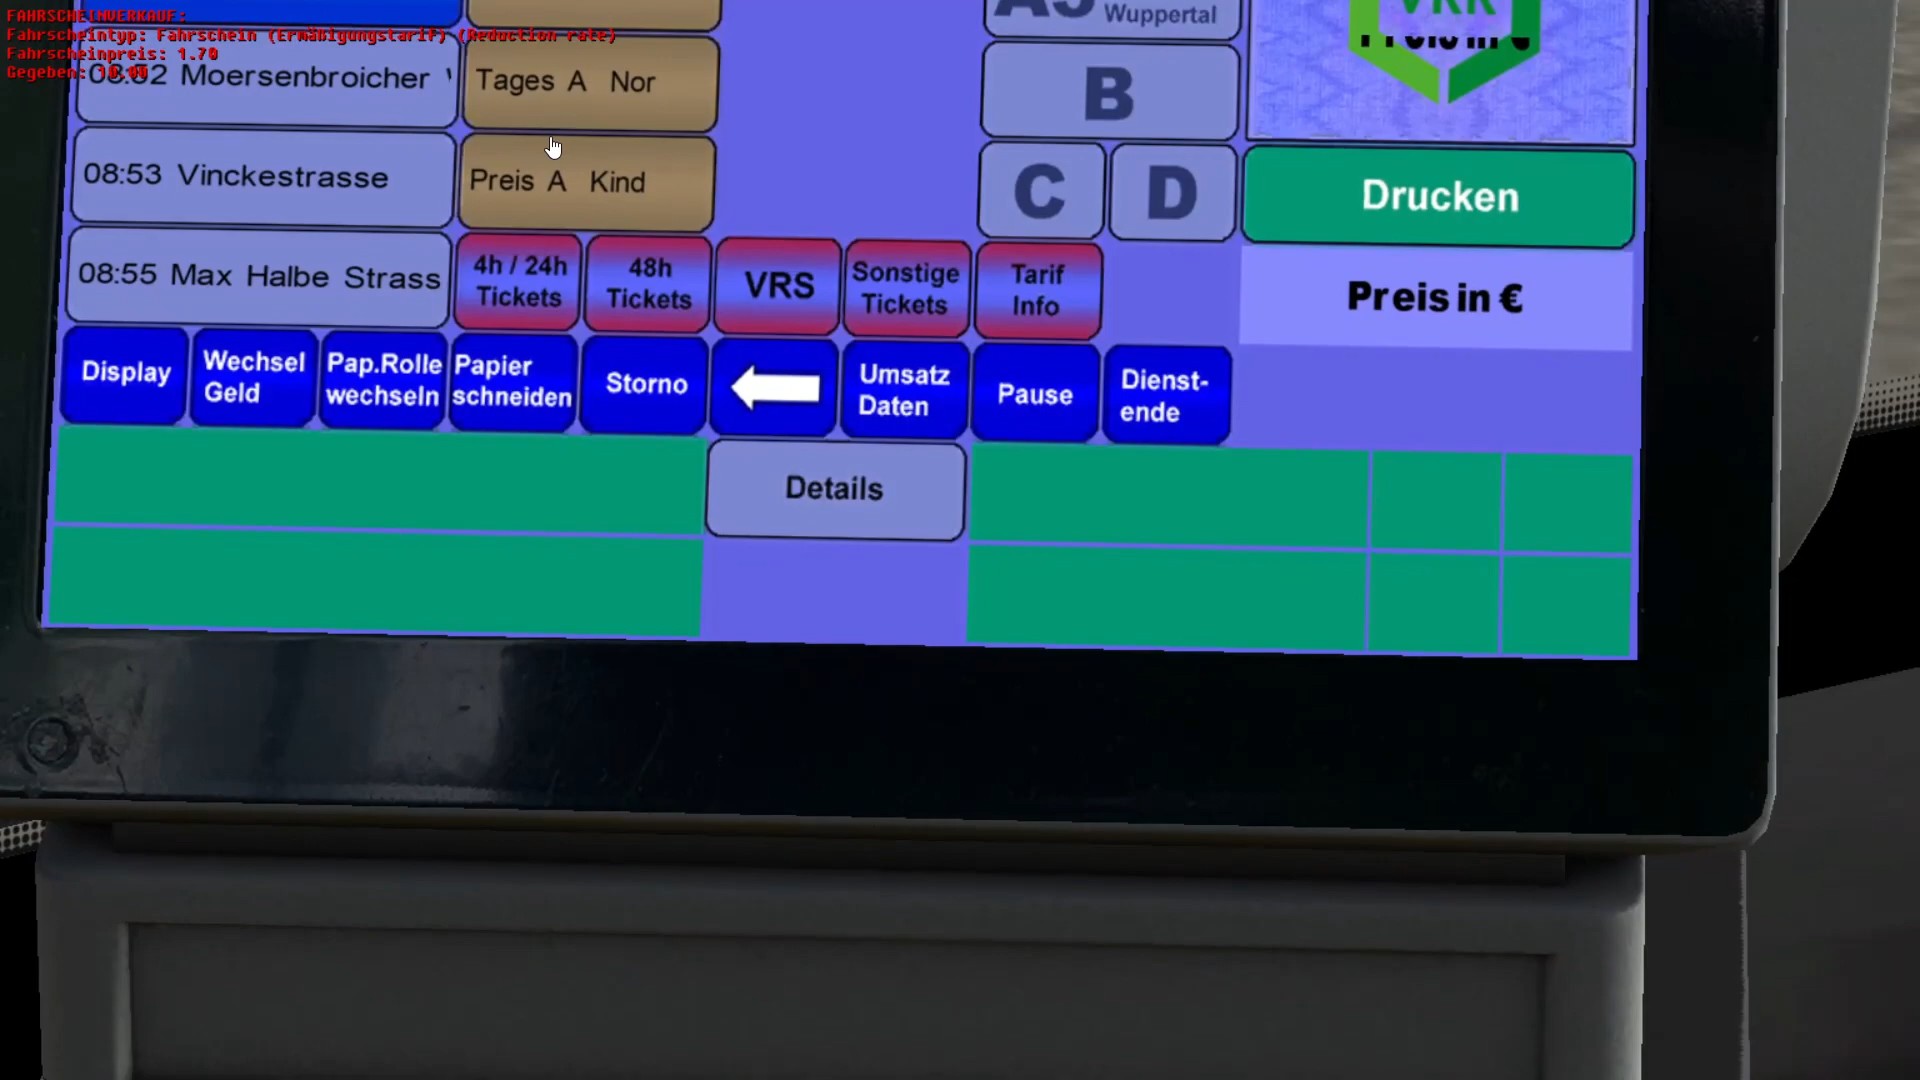 FAHRSCHEINVERKAUF:
Fahrscheintyp: Fahrschein (Ermäßigungstarif) (Reduction rate)
Fahrscheinpreis: 1.70
Gegeben:
Wuppertal
VRR
Moersenbroicher
Tages A Nor
B
08:53 Vinckestrasse
Preis A Kind
C
D
Drucken
08:55 Max Halbe Strass
4h / 24h
Tickets
48h
Tickets
VRS
Sonstige
Tickets
Tarif
Info
Preis in €
Display
Wechsel
Geld
Pap.Rolle
wechseln
Papier
schneiden
Storno
Umsatz
Daten
Pause
Dienst-
ende
Details